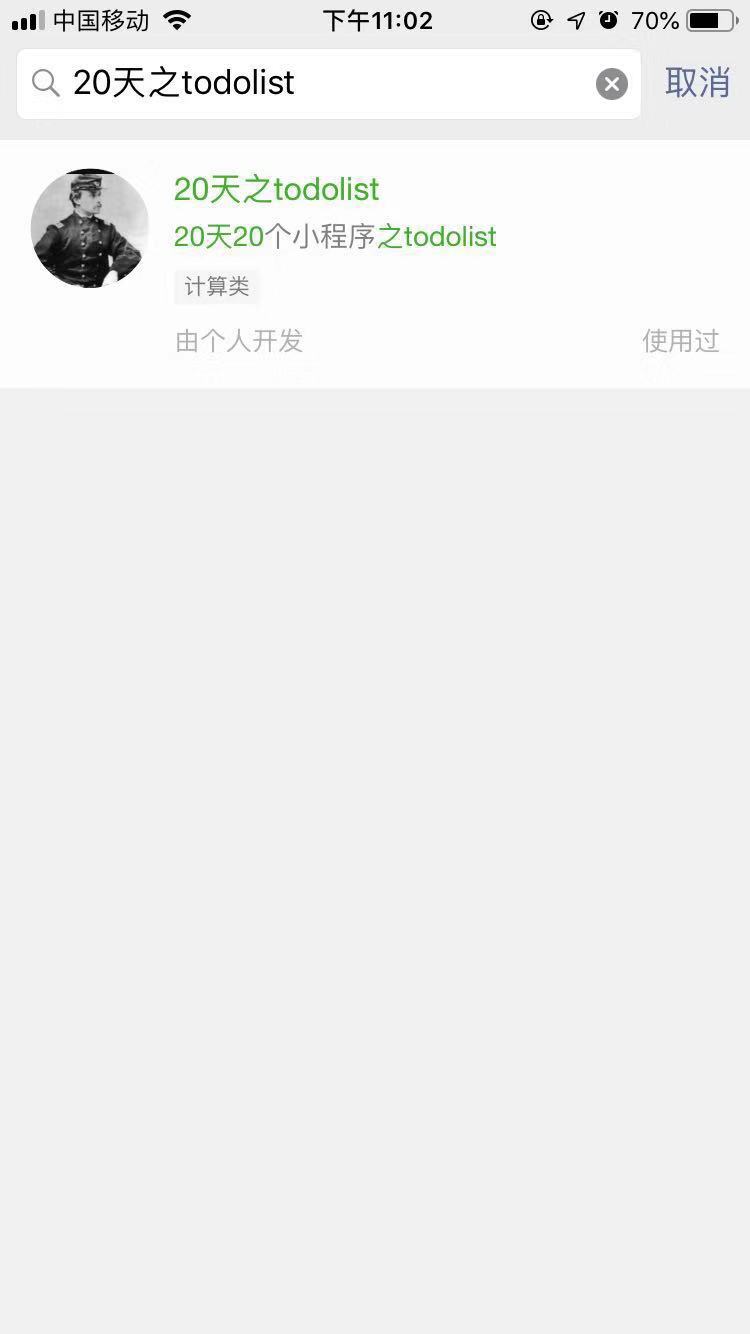 中国移动 下午11:02 70%
20天之todolist 取消
20天之todolist
20天20个小程序之todolist
计算类
由个人开发 使用过